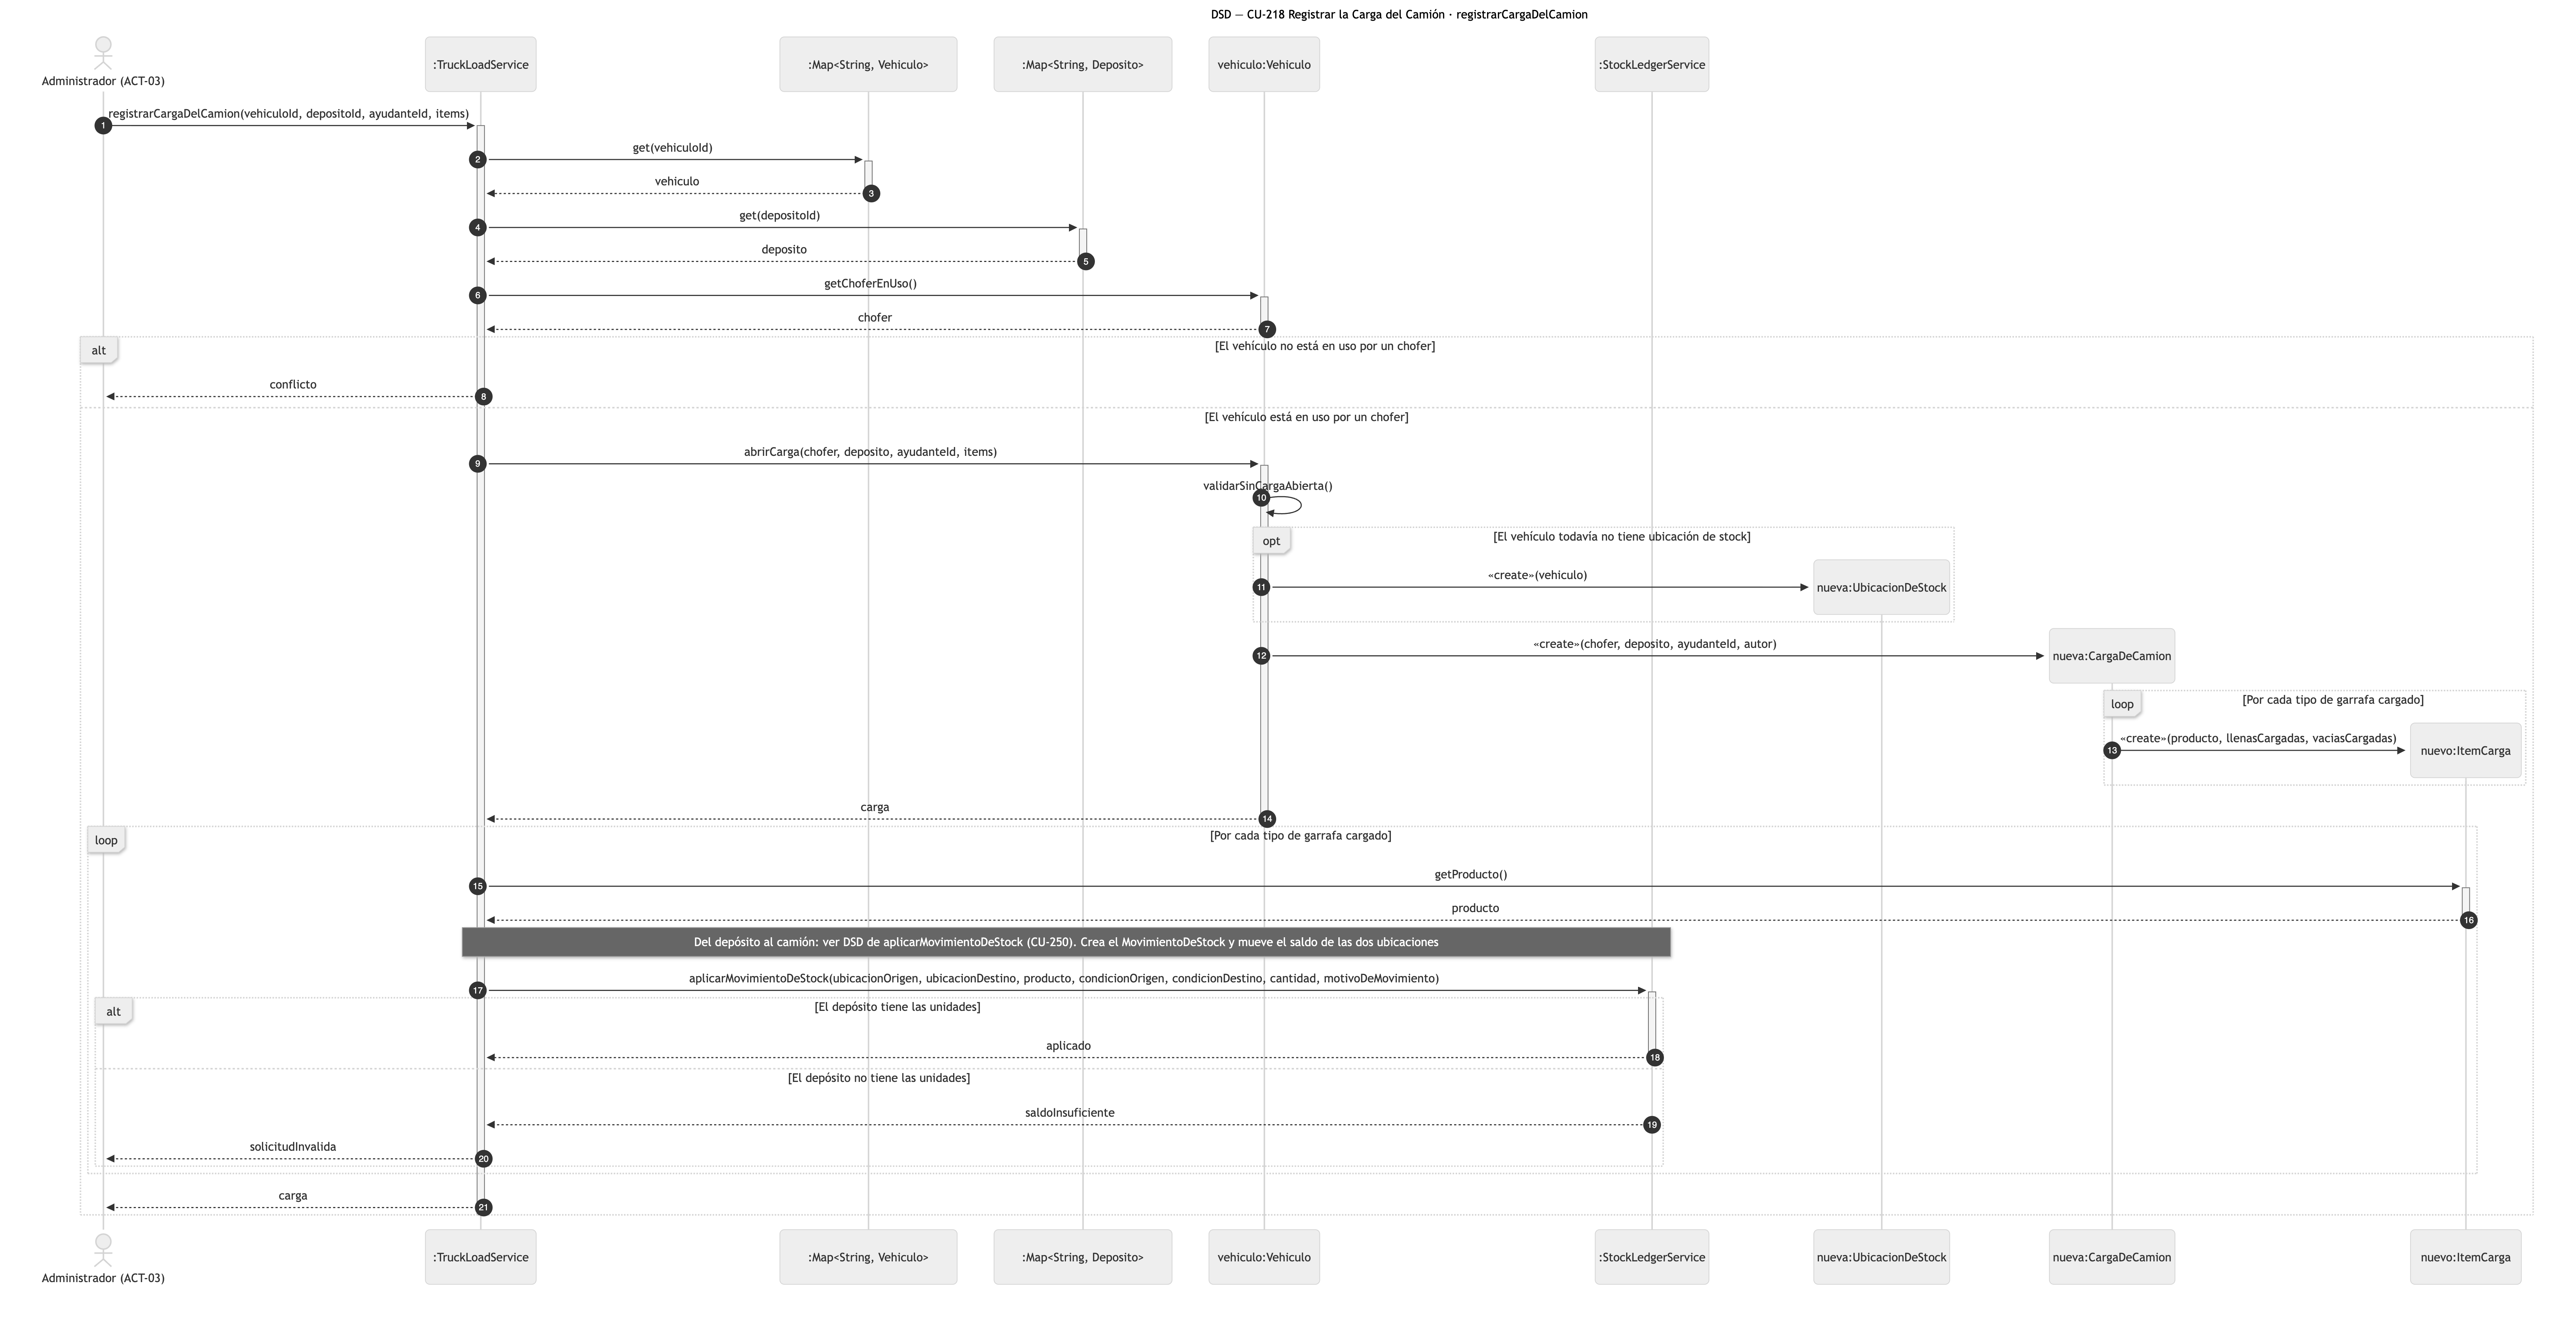 DSD — CU-218 Registrar la Carga del Camión · registrarCargaDelCamion
Administrador (ACT-03)
:TruckLoadService
:Map<String, Vehiculo>
:Map<String, Deposito>
vehiculo:Vehiculo
:StockLedgerService
1
registrarCargaDelCamion(vehiculoId, depositoId, ayudanteId, items)
2
get(vehiculoId)
vehiculo
3
4
get(depositoId)
deposito
5
6
getChoferEnUso()
chofer
7
alt
[El vehículo no está en uso por un chofer]
conflicto
8
[El vehículo está en uso por un chofer]
9
abrirCarga(chofer, deposito, ayudanteId, items)
validarSinCargaAbierta()
10
opt
[El vehículo todavía no tiene ubicación de stock]
11
«create»(vehiculo)
nueva:UbicacionDeStock
12
«create»(chofer, deposito, ayudanteId, autor)
nueva:CargaDeCamion
loop
[Por cada tipo de garrafa cargado]
13
«create»(producto, llenasCargadas, vaciasCargadas)
nuevo:ItemCarga
carga
14
loop
[Por cada tipo de garrafa cargado]
15
getProducto()
producto
16
Del depósito al camión: ver DSD de aplicarMovimientoDeStock (CU-250). Crea el MovimientoDeStock y mueve el saldo de las dos ubicaciones
17
aplicarMovimientoDeStock(ubicacionOrigen, ubicacionDestino, producto, condicionOrigen, condicionDestino, cantidad, motivoDeMovimiento)
alt
[El depósito tiene las unidades]
aplicado
18
[El depósito no tiene las unidades]
saldoInsuficiente
19
solicitudInvalida
20
carga
21
Administrador (ACT-03)
:TruckLoadService
:Map<String, Vehiculo>
:Map<String, Deposito>
vehiculo:Vehiculo
:StockLedgerService
nueva:UbicacionDeStock
nueva:CargaDeCamion
nuevo:ItemCarga